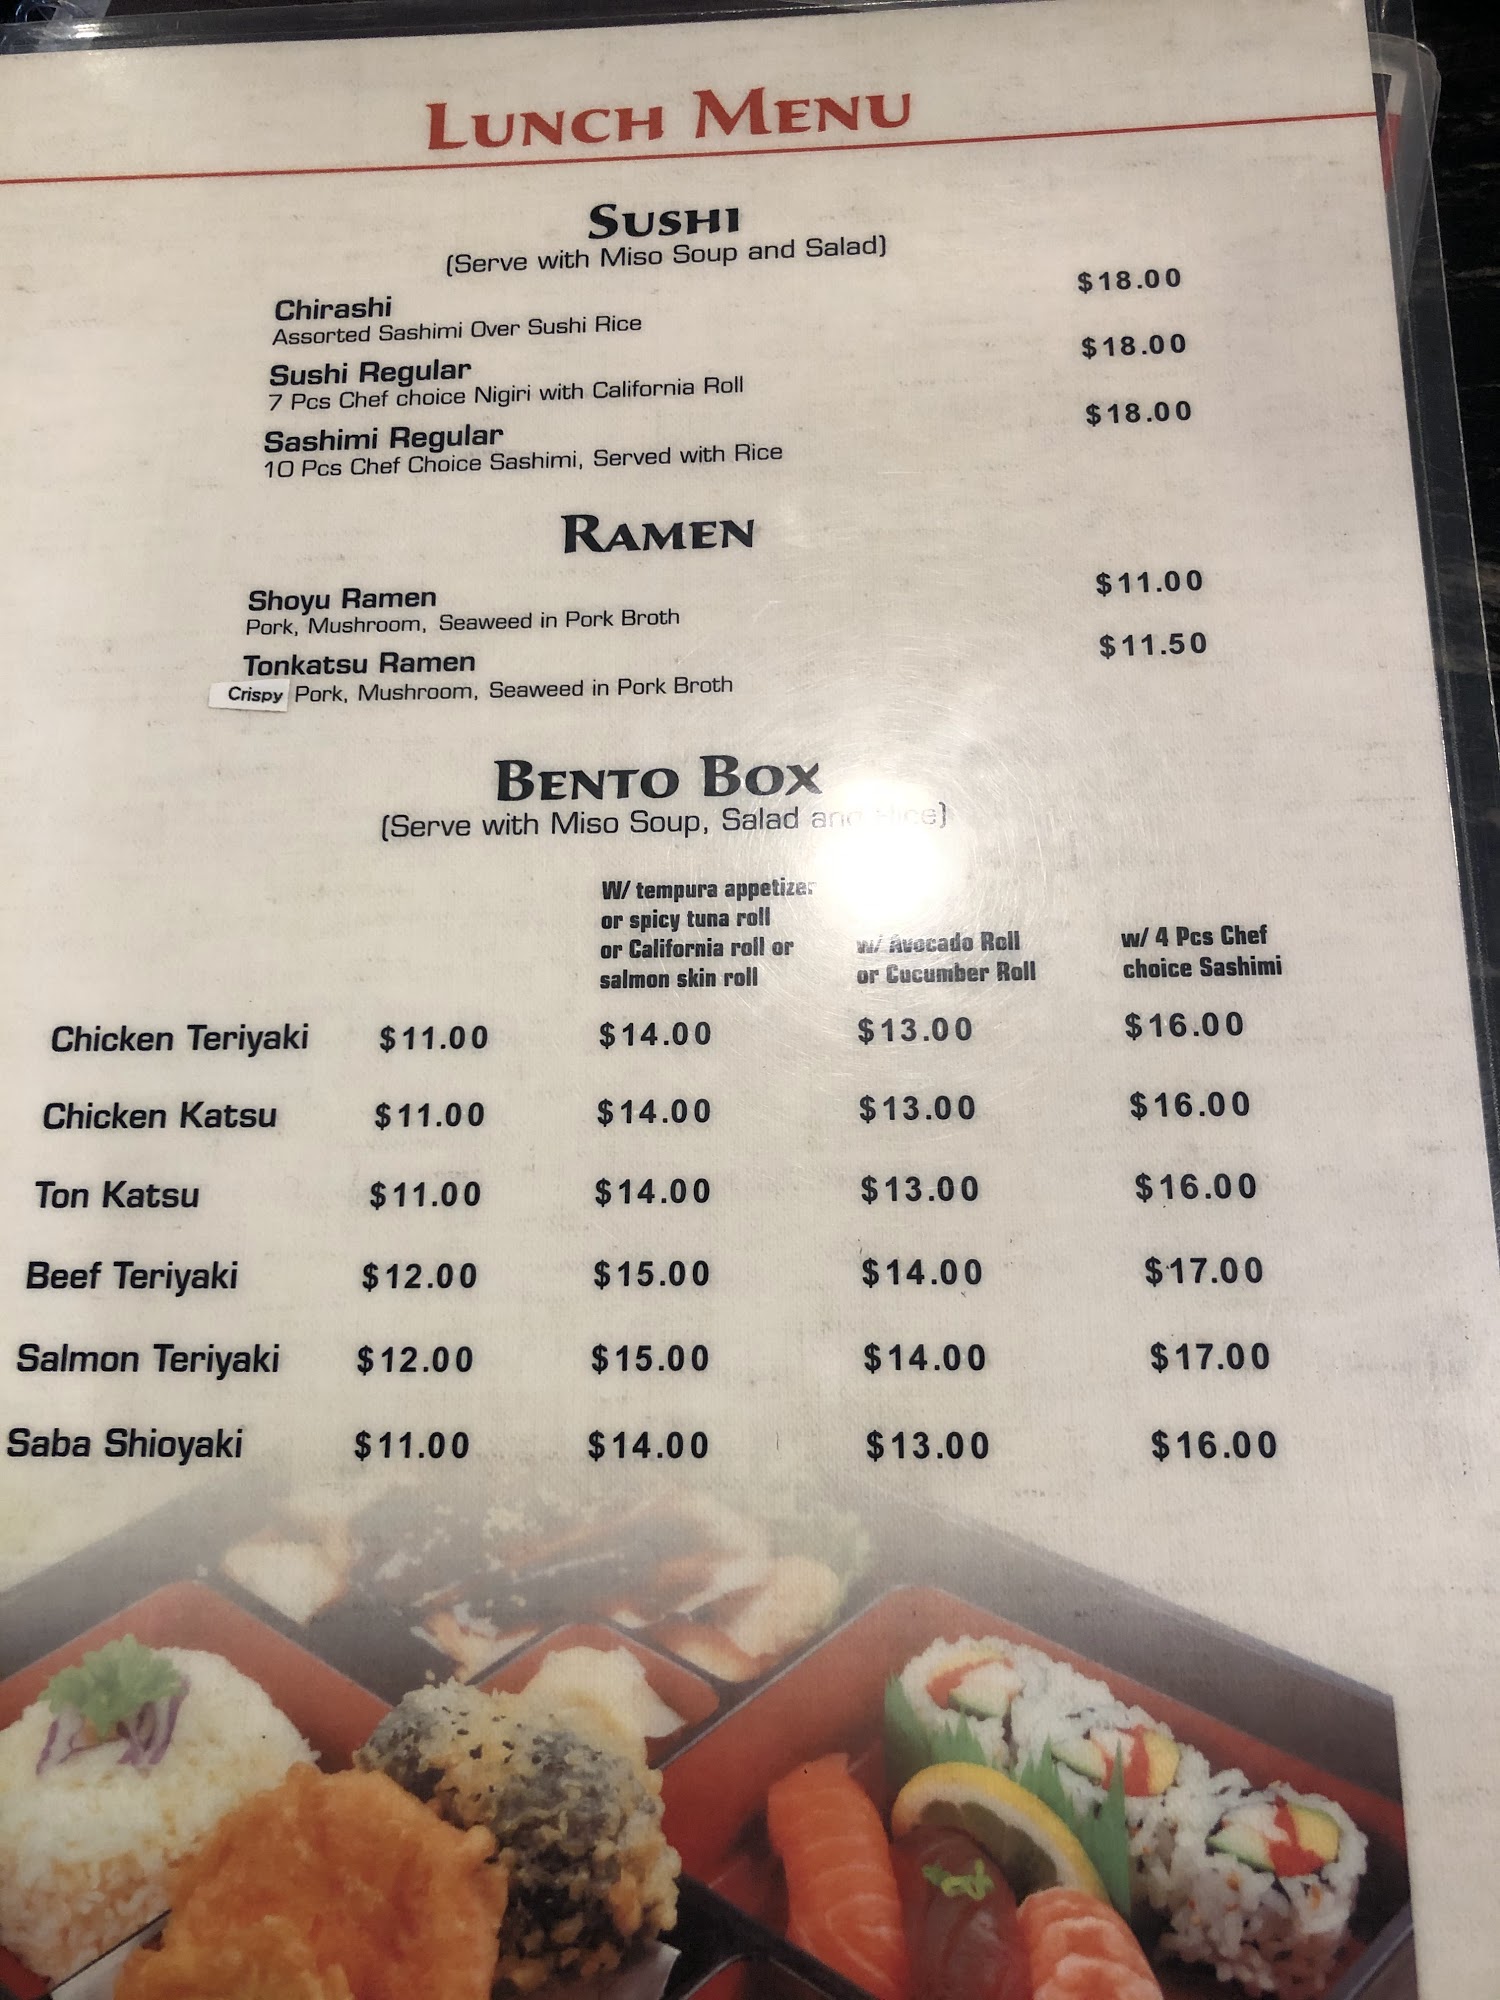 LUNCH MENU
SUSHI
(Serve with Miso Soup and Salad)
Chirashi $18.00
Assorted Sashimi Over Sushi Rice
Sushi Regular $18.00
7 Pcs Chef choice Nigiri with California Roll
Sashimi Regular $18.00
10 Pcs Chef Choice Sashimi, Served with Rice
RAMEN
Shoyu Ramen $11.00
Pork, Mushroom, Seaweed in Pork Broth
Tonkatsu Ramen $11.50
Crispy Pork, Mushroom, Seaweed in Pork Broth
BENTO BOX
(Serve with Miso Soup, Salad and Rice)
W/ tempura appetizer
or spicy tuna roll
or California roll or
salmon skin roll
w/ Avocado Roll
or Cucumber Roll
w/ 4 Pcs Chef
choice Sashimi
Chicken Teriyaki $11.00 $14.00 $13.00 $16.00
Chicken Katsu $11.00 $14.00 $13.00 $16.00
Ton Katsu $11.00 $14.00 $13.00 $16.00
Beef Teriyaki $12.00 $15.00 $14.00 $17.00
Salmon Teriyaki $12.00 $15.00 $14.00 $17.00
Saba Shioyaki $11.00 $14.00 $13.00 $16.00